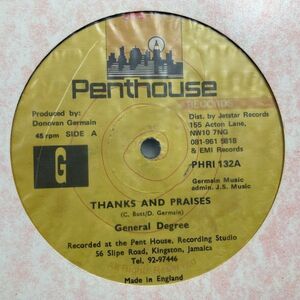 Penthouse
RECORDS
Produced by:
Donovan Germain
45 rpm SIDE A
G
Dist. by Jetstar Records
155 Acton Lane,
NW10 7NG
081-961 5818
& EMI Records
PHRI 132A
Germain Music
admin. J.S. Music
THANKS AND PRAISES
(C. Butt/D. Germain)
General Degree
Recorded at the Pent House. Recording Studio
56 Slipe Road, Kingston, Jamaica
Tel. 92-97446
Made in England